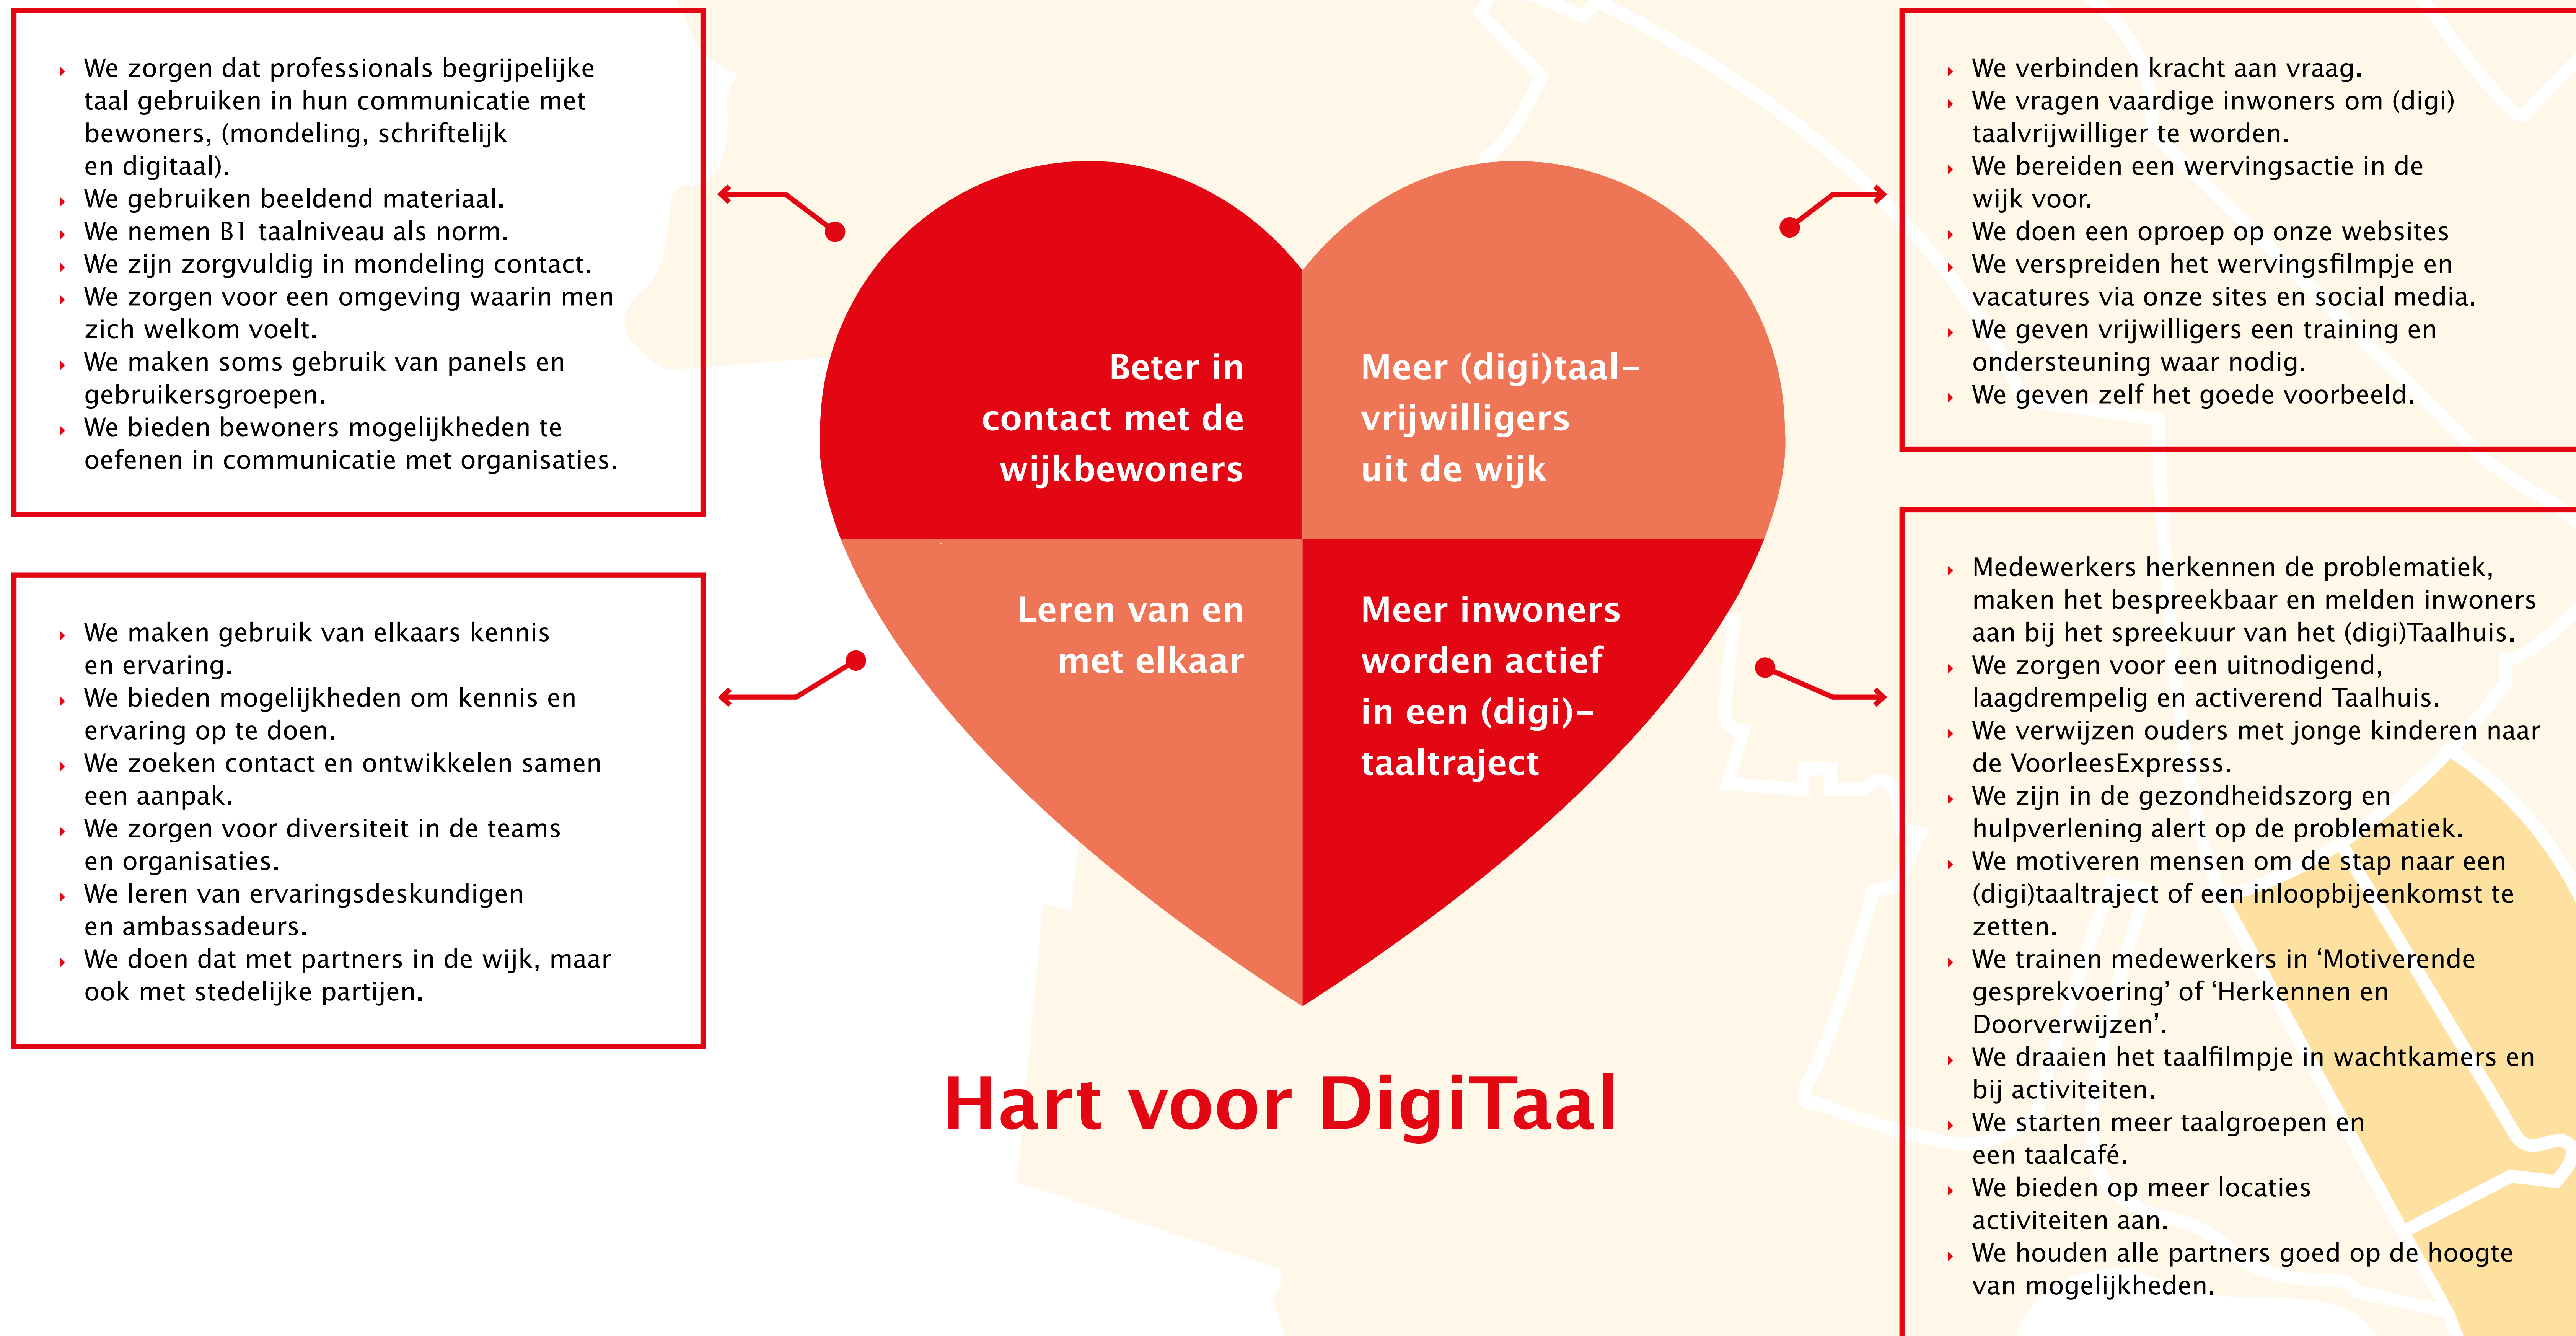 We zorgen dat professionals begrijpelijke
taal gebruiken in hun communicatie met
bewoners, (mondeling, schriftelijk
en digitaal).
We gebruiken beeldend materiaal.
We nemen B1 taalniveau als norm.
We zijn zorgvuldig in mondeling contact.
We zorgen voor een omgeving waarin men
zich welkom voelt.
We maken soms gebruik van panels en
gebruikersgroepen.
We bieden bewoners mogelijkheden te
oefenen in communicatie met organisaties.
We maken gebruik van elkaars kennis
en ervaring.
We bieden mogelijkheden om kennis en
ervaring op te doen.
We zoeken contact en ontwikkelen samen
een aanpak.
We zorgen voor diversiteit in de teams
en organisaties.
We leren van ervaringsdeskundigen
en ambassadeurs.
We doen dat met partners in de wijk, maar
ook met stedelijke partijen.
Beter in
contact met de
wijkbewoners
Meer (digi)taal-
vrijwilligers
uit de wijk
Leren van en
met elkaar
Meer inwoners
worden actief
in een (digi)-
taaltraject
Hart voor DigiTaal
We verbinden kracht aan vraag.
We vragen vaardige inwoners om (digi)
taalvrijwilliger te worden.
We bereiden een wervingsactie in de
wijk voor.
We doen een oproep op onze websites
We verspreiden het wervingsfilmpje en
vacatures via onze sites en social media.
We geven vrijwilligers een training en
ondersteuning waar nodig.
We geven zelf het goede voorbeeld.
Medewerkers herkennen de problematiek,
maken het bespreekbaar en melden inwoners
aan bij het spreekuur van het (digi)Taalhuis.
We zorgen voor een uitnodigend,
laagdrempelig en activerend Taalhuis.
We verwijzen ouders met jonge kinderen naar
de VoorleesExpresss.
We zijn in de gezondheidszorg en
hulpverlening alert op de problematiek.
We motiveren mensen om de stap naar een
(digi)taaltraject of een inloopbijeenkomst te
zetten.
We trainen medewerkers in ‘Motiverende
gesprekvoering’ of ‘Herkennen en
Doorverwijzen’.
We draaien het taalfilmpje in wachtkamers en
bij activiteiten.
We starten meer taalgroepen en
een taalcafé.
We bieden op meer locaties
activiteiten aan.
We houden alle partners goed op de hoogte
van mogelijkheden.